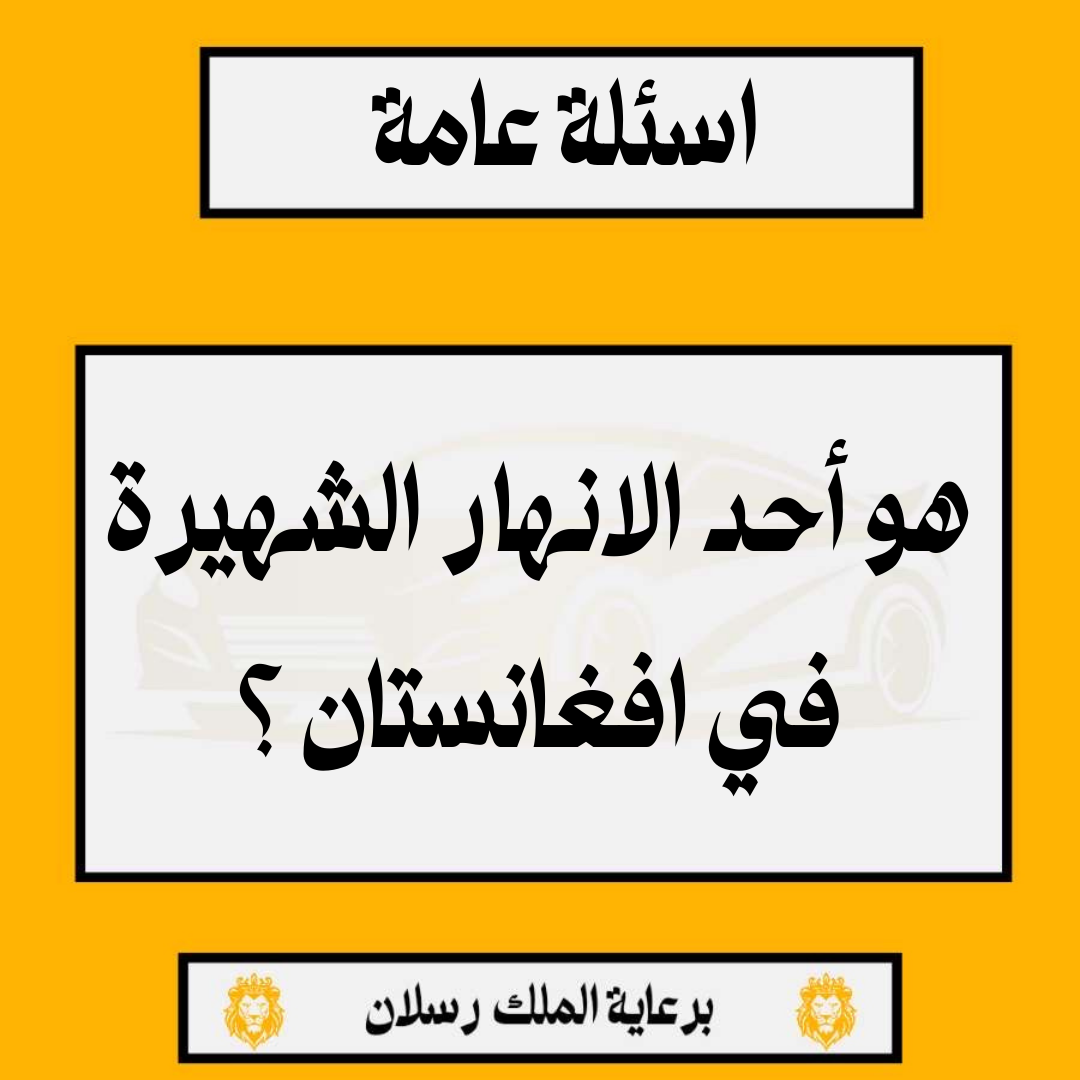 اسئلة عامة
هو أحد الانهار الشهيرة
في افغانستان ؟
برعاية الملك رسلان